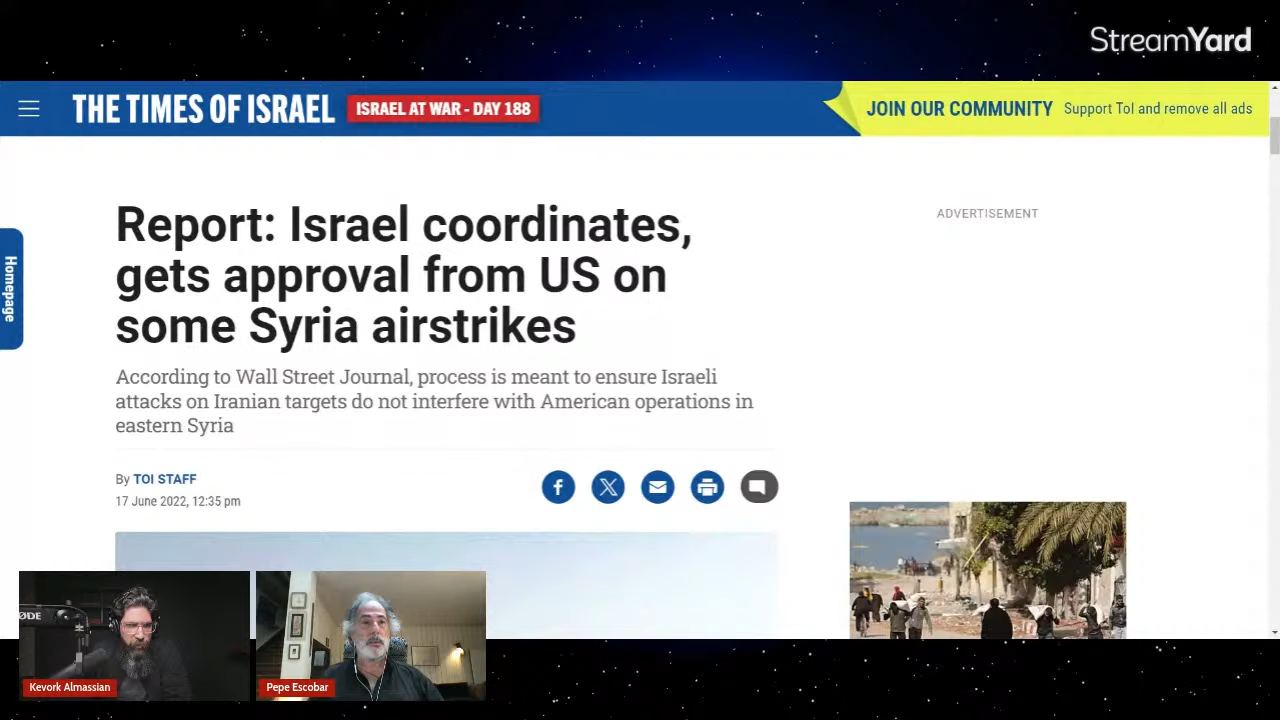 StreamYard
THE TIMES OF ISRAEL
ISRAEL AT WAR - DAY 188
JOIN OUR COMMUNITY Support ToI and remove all ads
Homepage
Report: Israel coordinates,
gets approval from US on
some Syria airstrikes
According to Wall Street Journal, process is meant to ensure Israeli
attacks on Iranian targets do not interfere with American operations in
eastern Syria
By TOI STAFF
17 June 2022, 12:35 pm
ADVERTISEMENT
ØDE
Kevork Almassian
Pepe Escobar